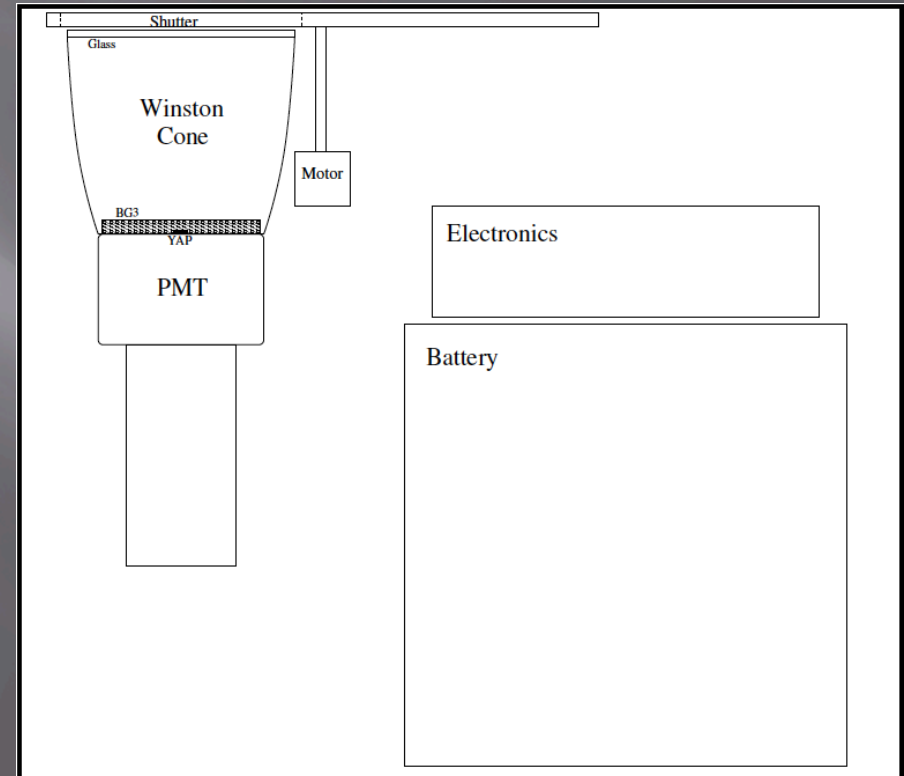 Shutter
Glass
Winston
Cone
Motor
BG3
YAP
PMT
Electronics
Battery